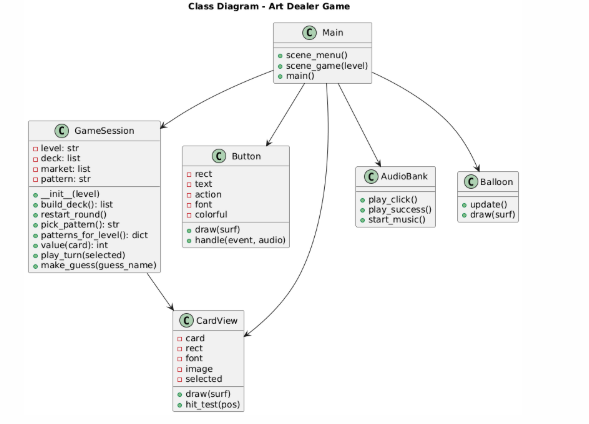 Class Diagram - Art Dealer Game
C Main
scene_menu()
scene_game(level)
main()
C GameSession
level: str
deck: list
market: list
pattern: str
__init__(level)
build_deck(): list
restart_round()
pick_pattern(): str
patterns_for_level(): dict
value(card): int
play_turn(selected)
make_guess(guess_name)
C Button
rect
text
action
font
colorful
draw(surf)
handle(event, audio)
C AudioBank
play_click()
play_success()
start_music()
C Balloon
update()
draw(surf)
C CardView
card
rect
font
image
selected
draw(surf)
hit_test(pos)